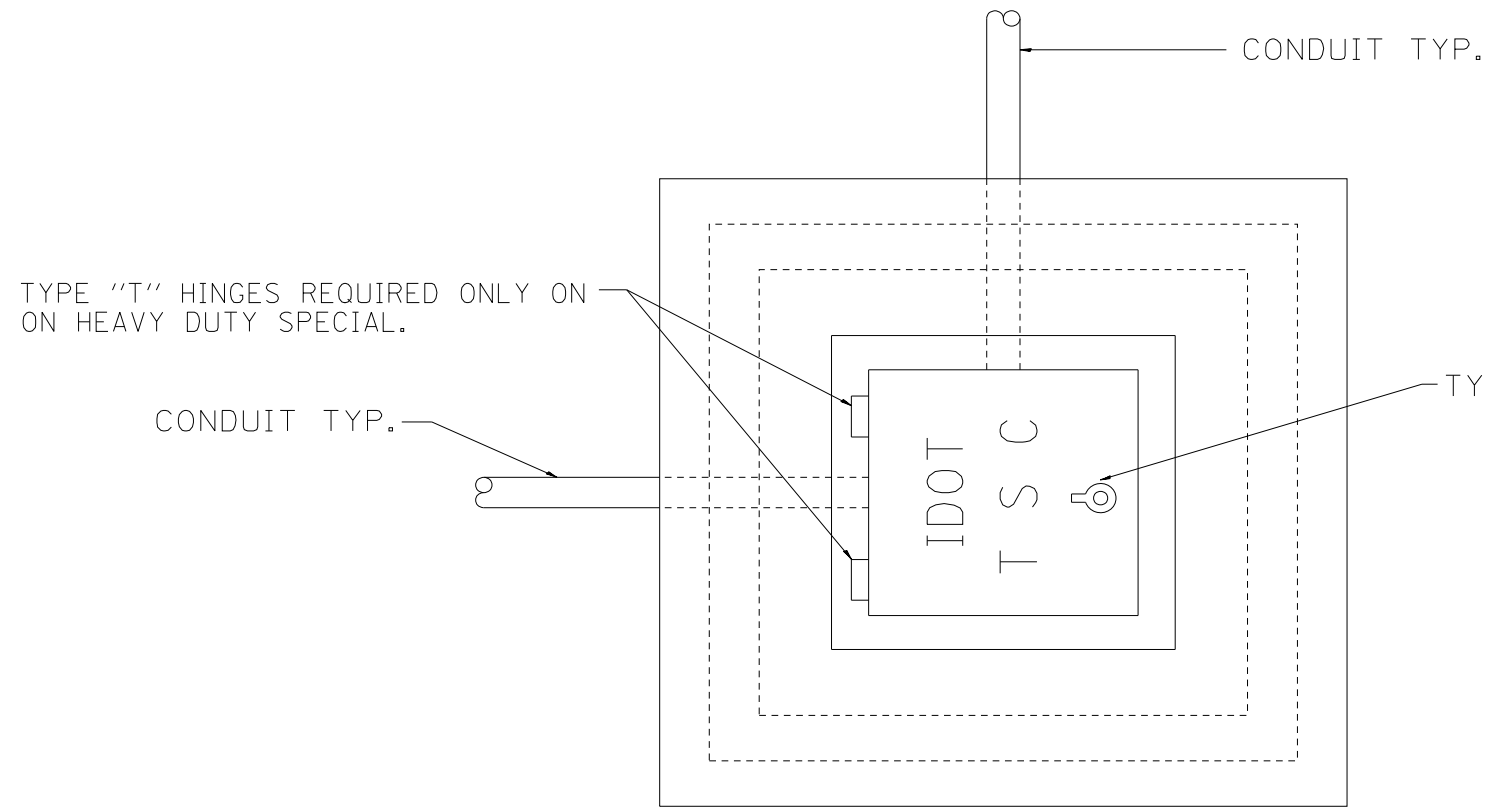 CONDUIT TYP.
TYPE "T" HINGES REQUIRED ONLY ON
ON HEAVY DUTY SPECIAL.
CONDUIT TYP.
TY
IDOT
T S C